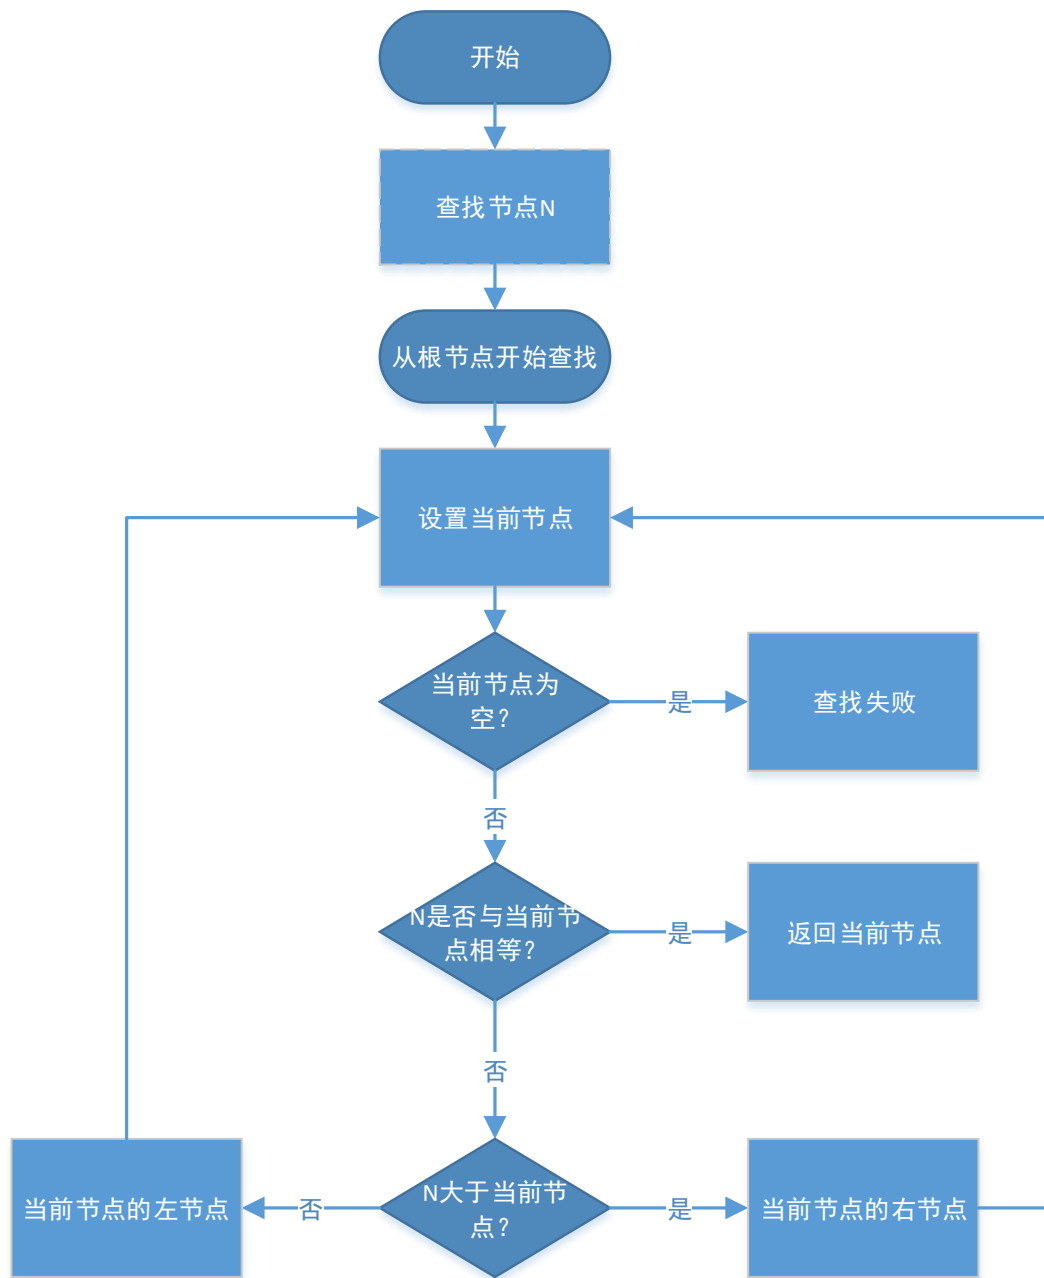 开始
查找节点N
从根节点开始查找
设置当前节点
当前节点为
空?
是
查找失败
否
N是否与当前节
点相等?
是
返回当前节点
否
当前节点的左节点
否
N大于当前节
点?
是
当前节点的右节点